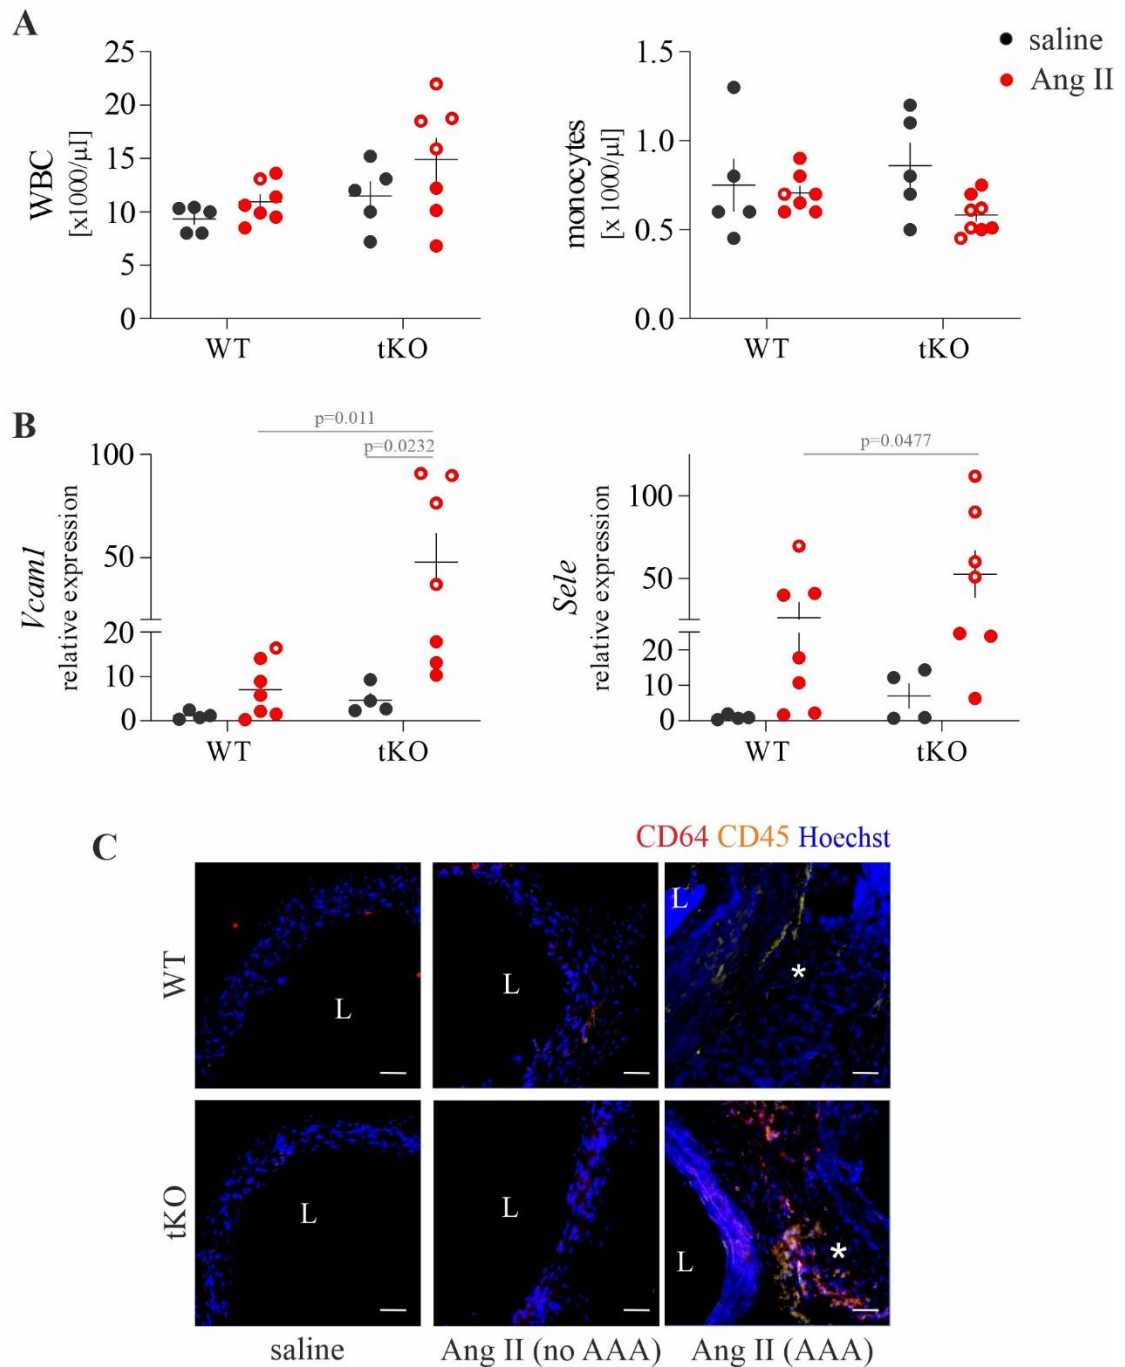 A
saline
Ang II
WBC
[x1000/µl]
25
20
15
10
5
0
WT
tKO
monocytes
[x 1000/µl]
1.5
1.0
0.5
0.0
WT
tKO
B
p=0.011
p=0.0232
Vcam1
relative expression
100
50
20
10
0
WT
tKO
p=0.0477
Sele
relative expression
100
50
20
10
0
WT
tKO
C
CD64 CD45 Hoechst
WT
L
L
L
*
tKO
L
L
L
*
saline
Ang II (no AAA)
Ang II (AAA)